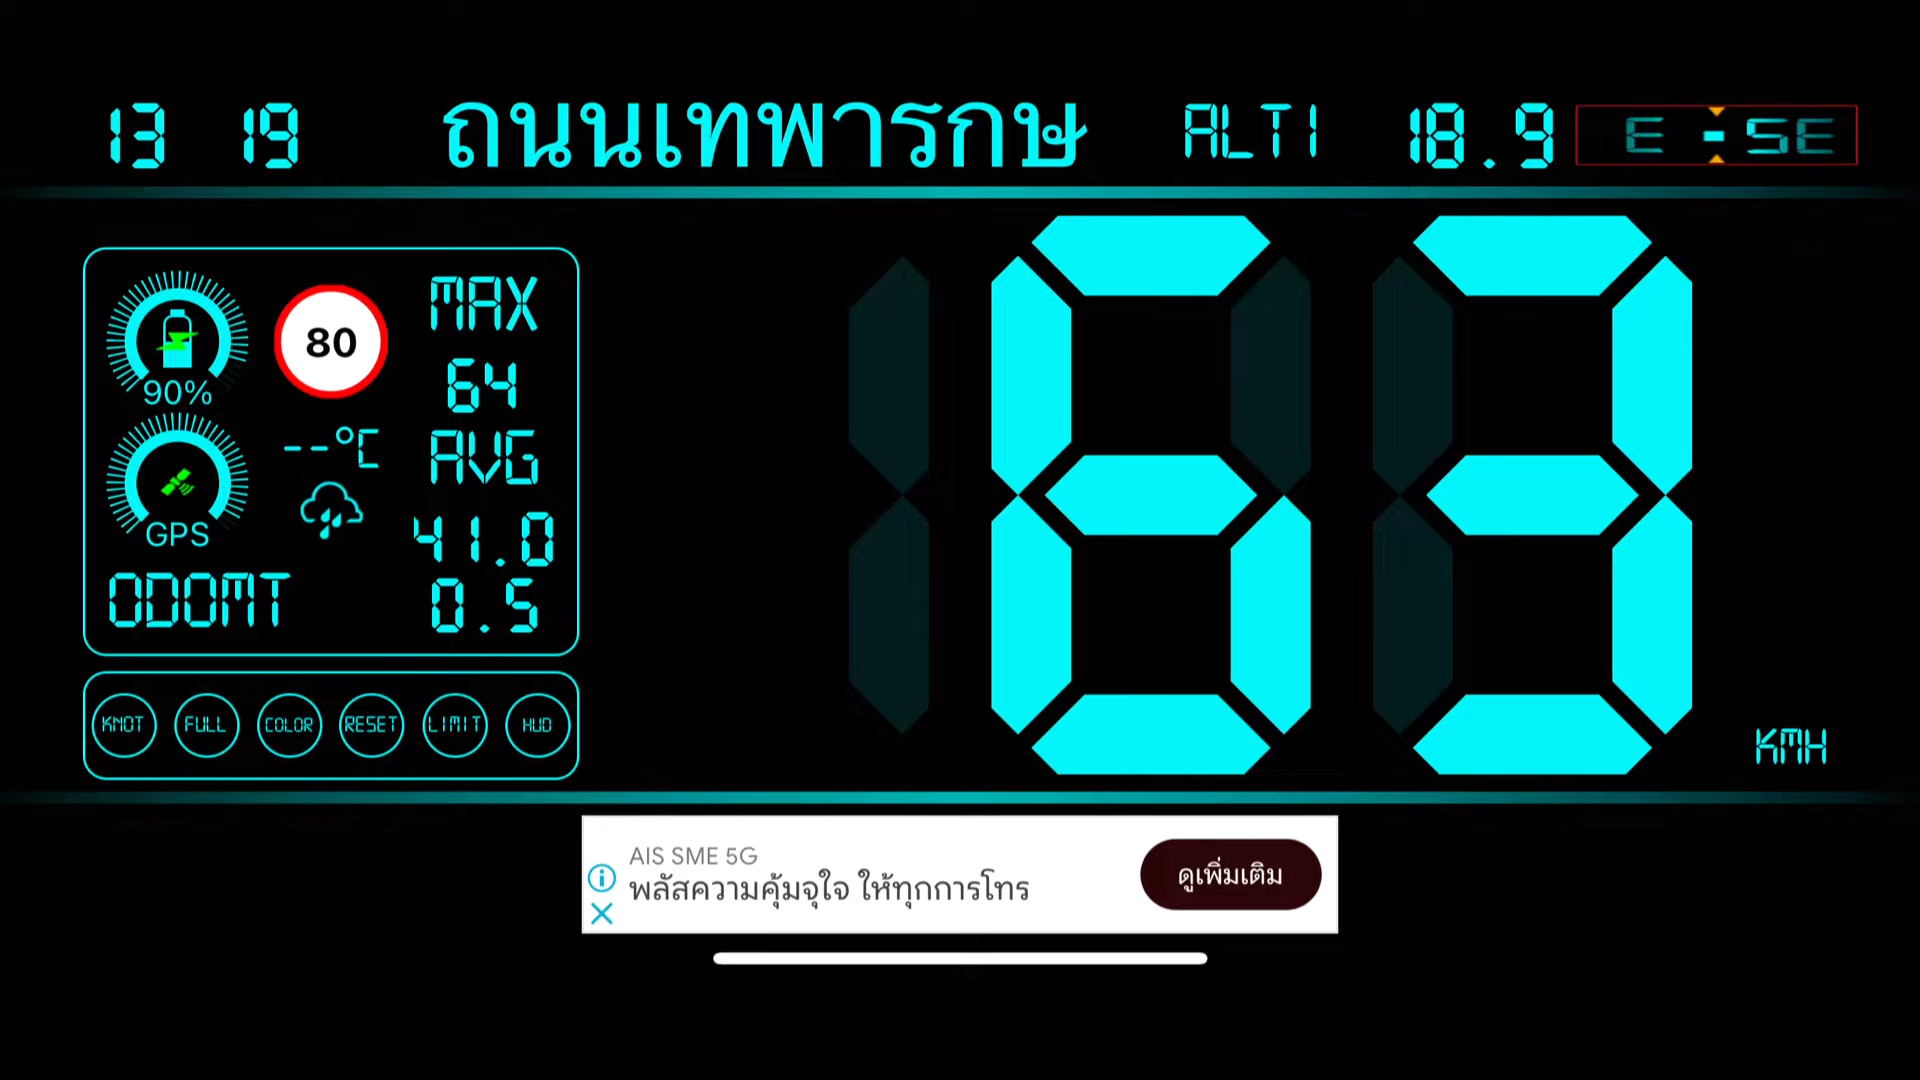 13 19 ถนนเทพารกษ ALTI 18.9 E - SE
90% 80 MAX
64
--°C AVG
GPS 41.0
ODOMT 0.5
63 KMH
KNOT FULL COLOR RESET LIMIT HUD
AIS SME 5G
พลัสความคุ้มจุใจ ให้ทุกการโทร
ดูเพิ่มเติม